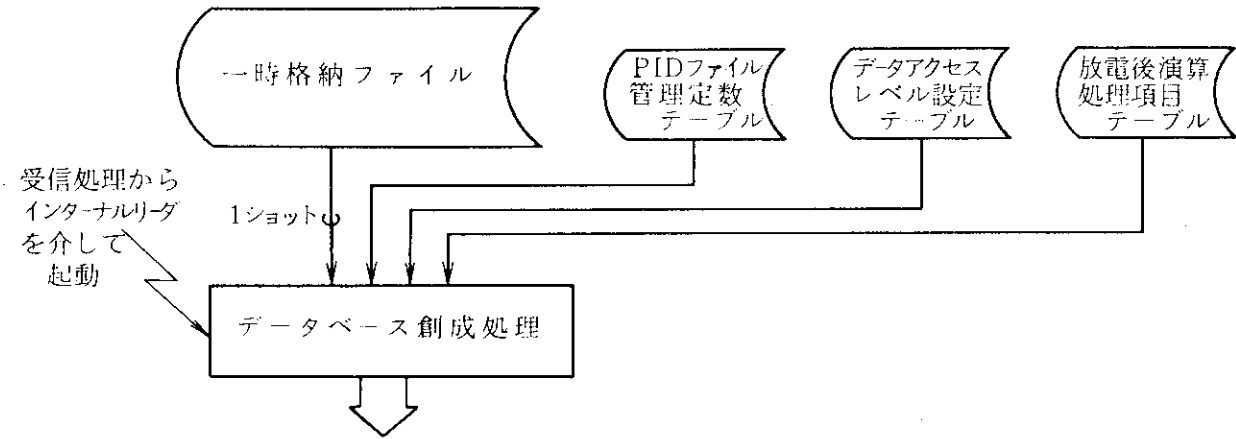 一時格納ファイル
PIDファイル
管理定数
テーブル
データアクセス
レベル設定
テーブル
放電後演算
処理項目
テーブル
受信処理から
インターナルリーダ
を介して
起動
1ショット
データベース創成処理